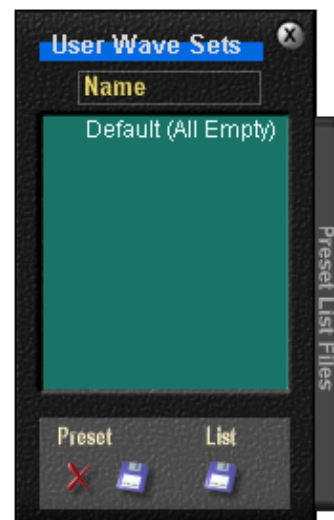 User Wave Sets
Name
Default (All Empty)
Preset List Files
Preset List